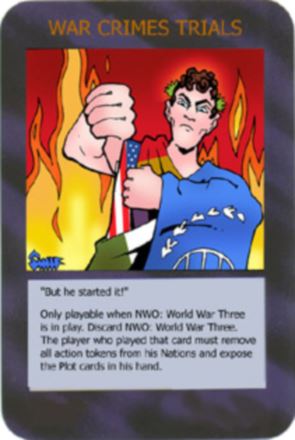 WAR CRIMES TRIALS
"But he started it!"
Only playable when NWO: World War Three
is in play. Discard NWO: World War Three.
The player who played that card must remove
all action tokens from his Nations and expose
the Plot cards in his hand.